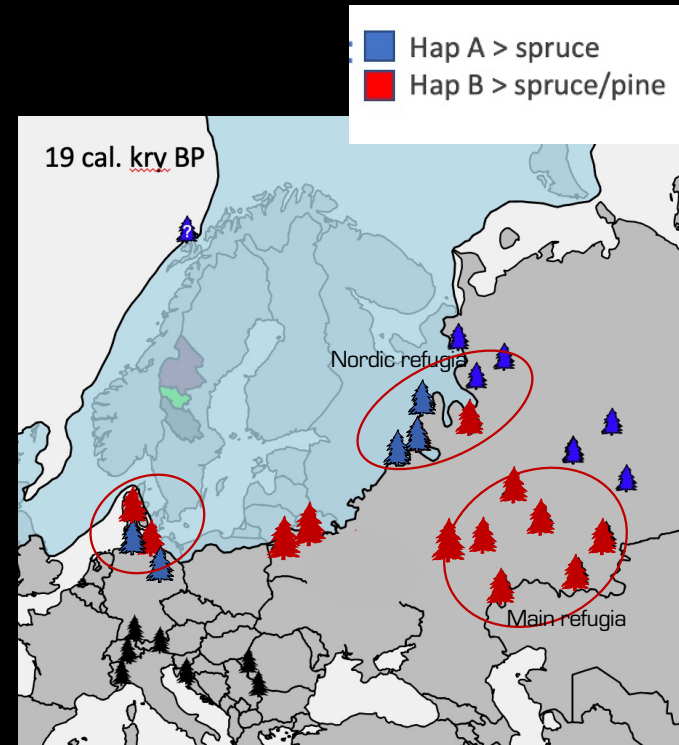 Hap A > spruce
Hap B > spruce/pine
19 cal. kry BP
?
Nordic refugia
Main refugia